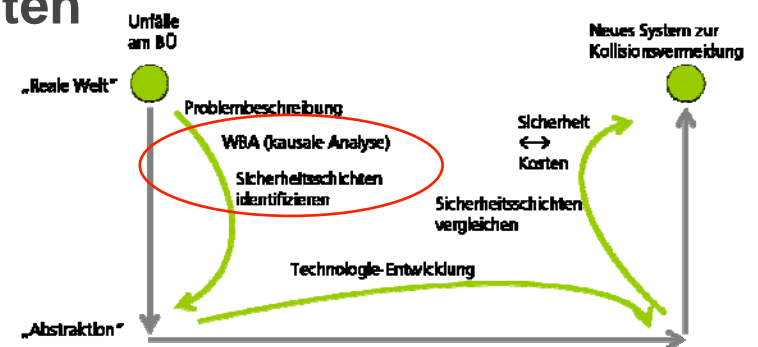 ten
Unfälle
am BÜ
Neues System zur
Kollisionsvermeidung
„Reale Welt“
Problembeschreibung
WBA (kausale Analyse)
Sicherheitsschichten
identifizieren
Sicherheit
↔
Kosten
Sicherheitsschichten
vergleichen
Technologie-Entwicklung
„Abstraktion“